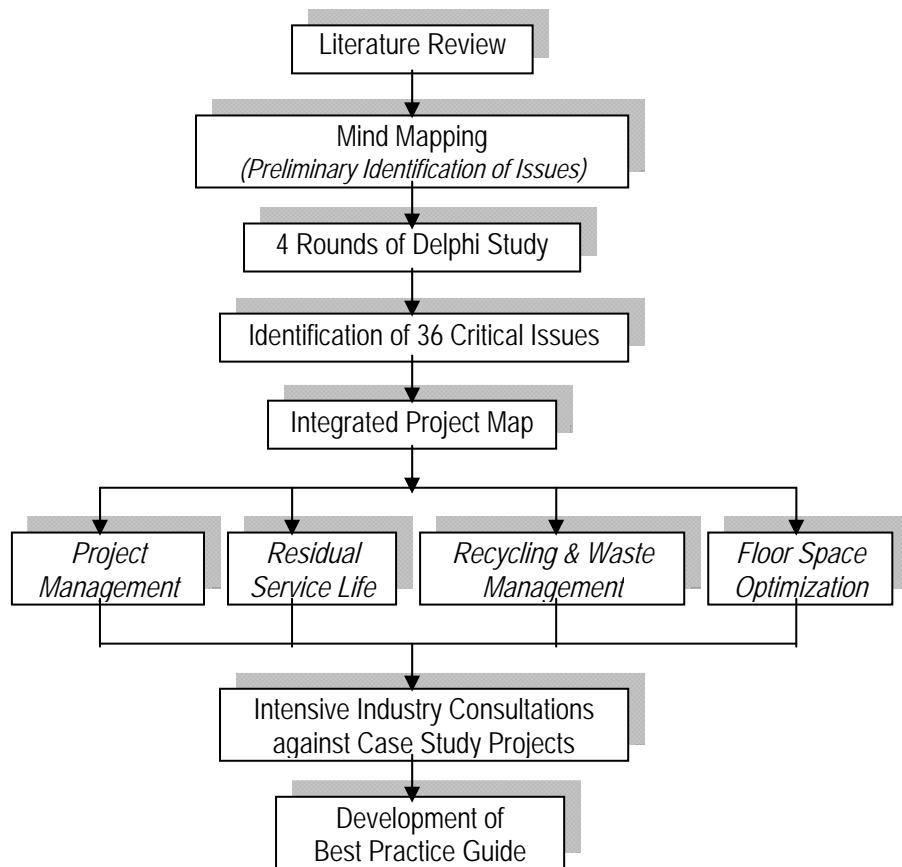 Literature Review
Mind Mapping
(Preliminary Identification of Issues)
4 Rounds of Delphi Study
Identification of 36 Critical Issues
Integrated Project Map
Project
Management
Residual
Service Life
Recycling & Waste
Management
Floor Space
Optimization
Intensive Industry Consultations
against Case Study Projects
Development of
Best Practice Guide